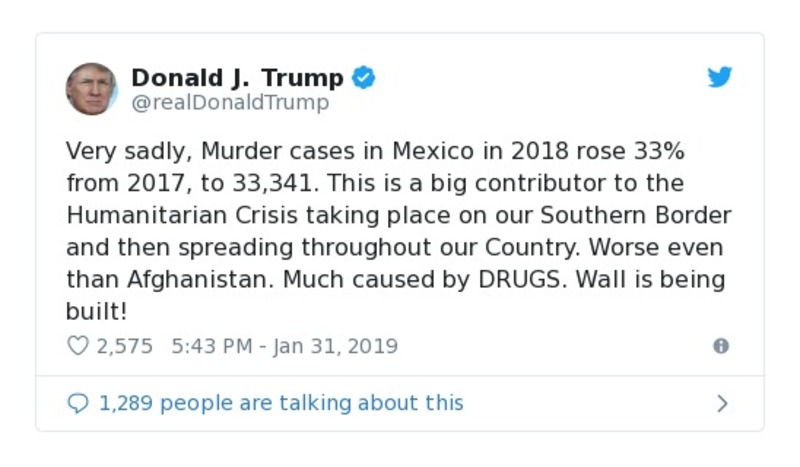 Donald J. Trump
@realDonaldTrump
Very sadly, Murder cases in Mexico in 2018 rose 33%
from 2017, to 33,341. This is a big contributor to the
Humanitarian Crisis taking place on our Southern Border
and then spreading throughout our Country. Worse even
than Afghanistan. Much caused by DRUGS. Wall is being
built!
2,575 5:43 PM - Jan 31, 2019
1,289 people are talking about this